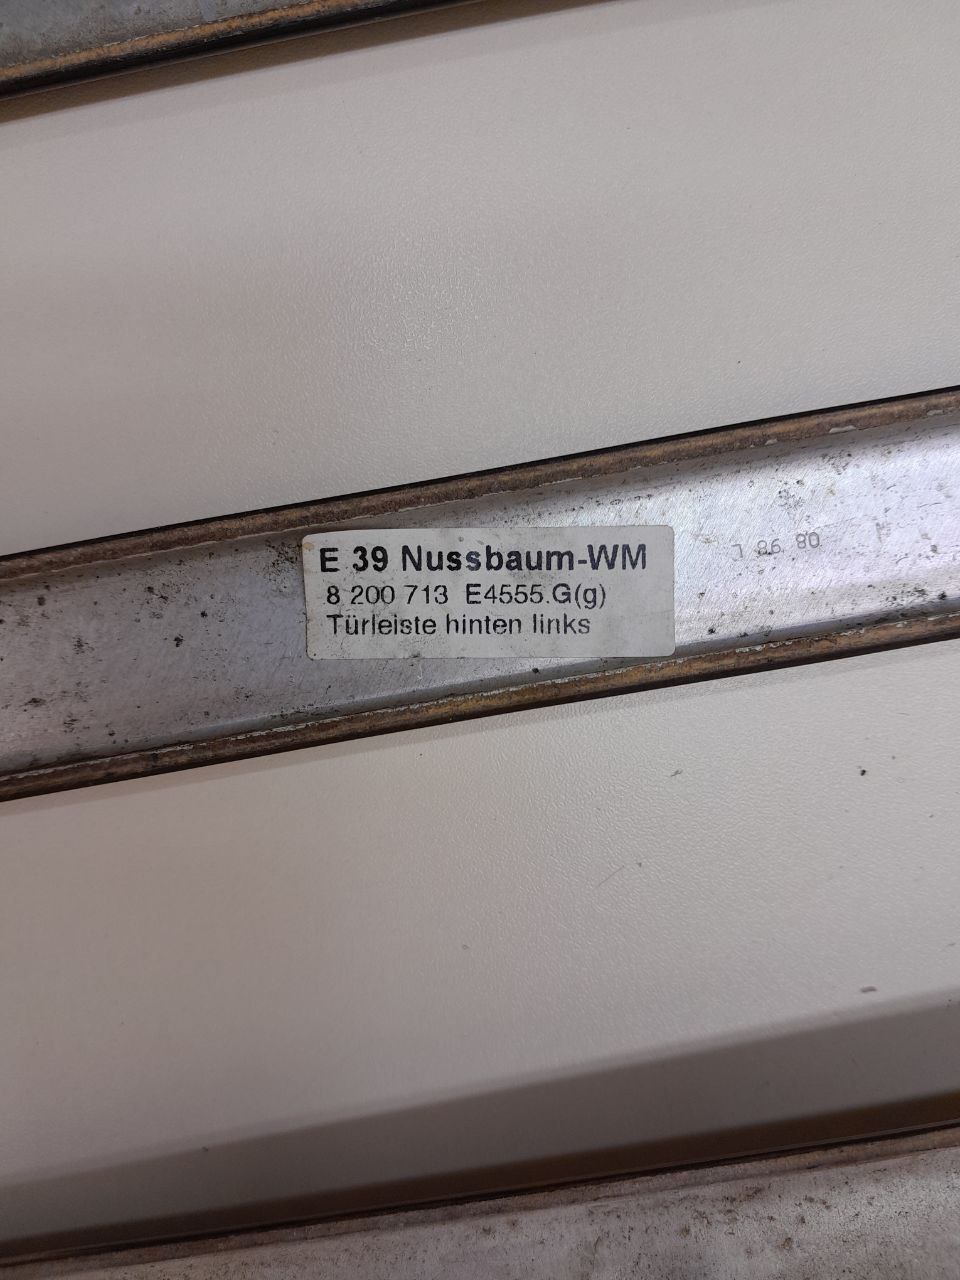 E 39 Nussbaum-WM
8 200 713 E4555.G(g)
Türleiste hinten links